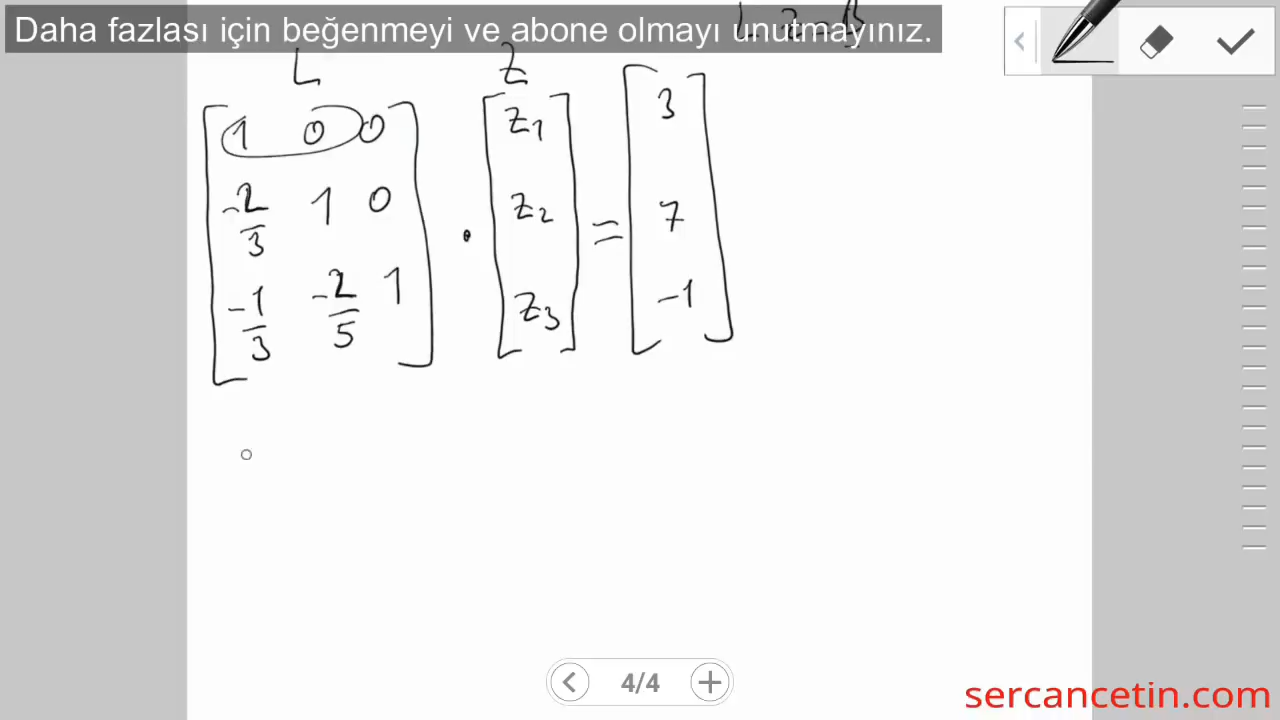 Daha fazlası için beğenmeyi ve abone olmayı unutmayınız.
L Z
1 0 0 z1 3
-2/3 1 0 · z2 = 7
-1/3 -2/5 1 z3 -1
4/4
sercancetin.com